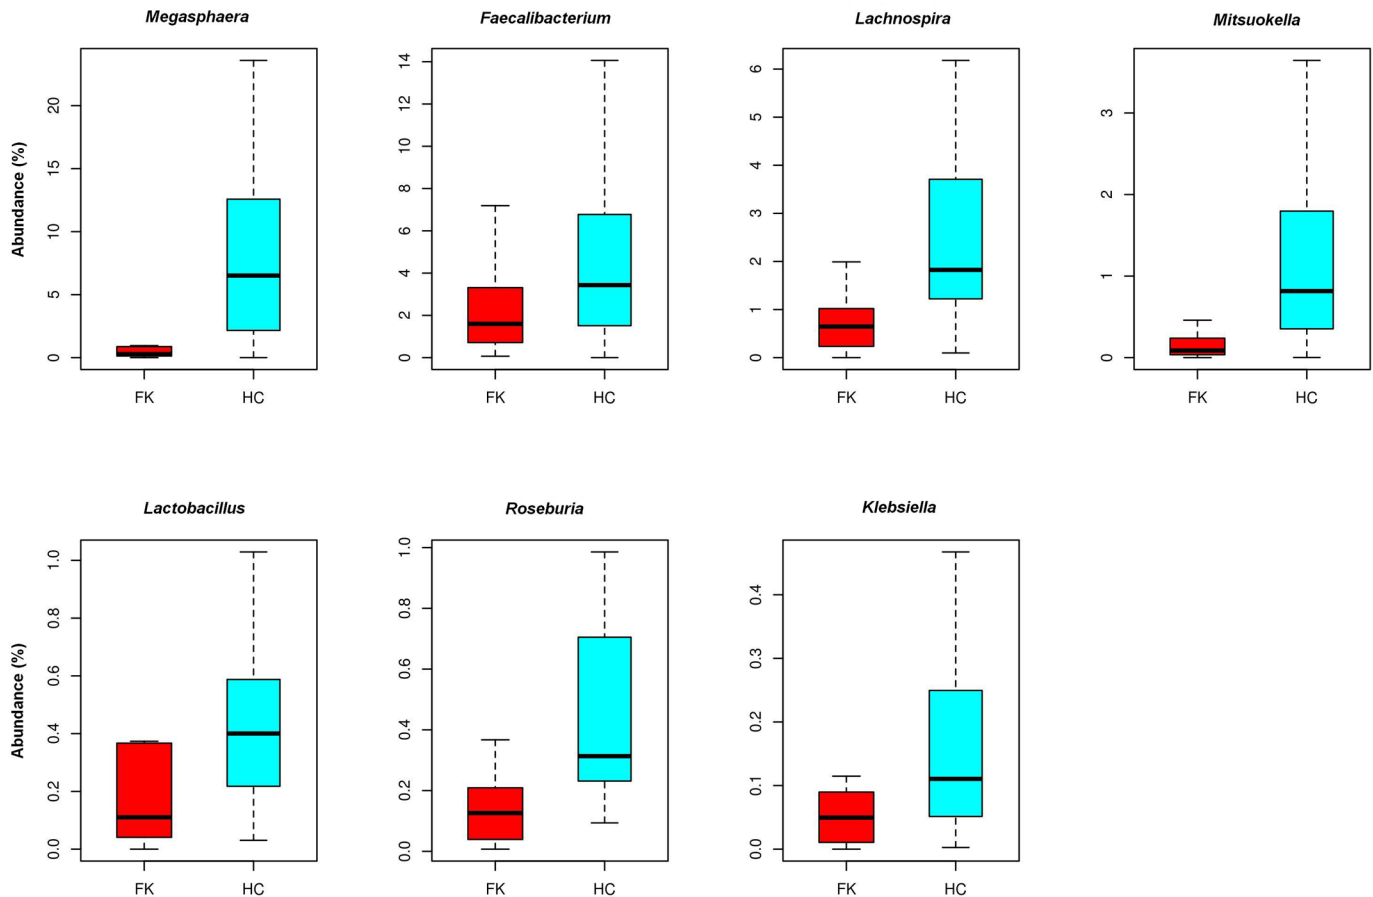 Megasphaera
Faecalibacterium
Lachnospira
Mitsuokella
Abundance (%)
20
15
10
5
0
FK HC
14
12
10
8
6
4
2
0
FK HC
6
5
4
3
2
1
0
FK HC
3
2
1
0
FK HC
Lactobacillus
Roseburia
Klebsiella
Abundance (%)
1.0
0.8
0.6
0.4
0.2
0.0
FK HC
1.0
0.8
0.6
0.4
0.2
0.0
FK HC
0.4
0.3
0.2
0.1
0.0
FK HC